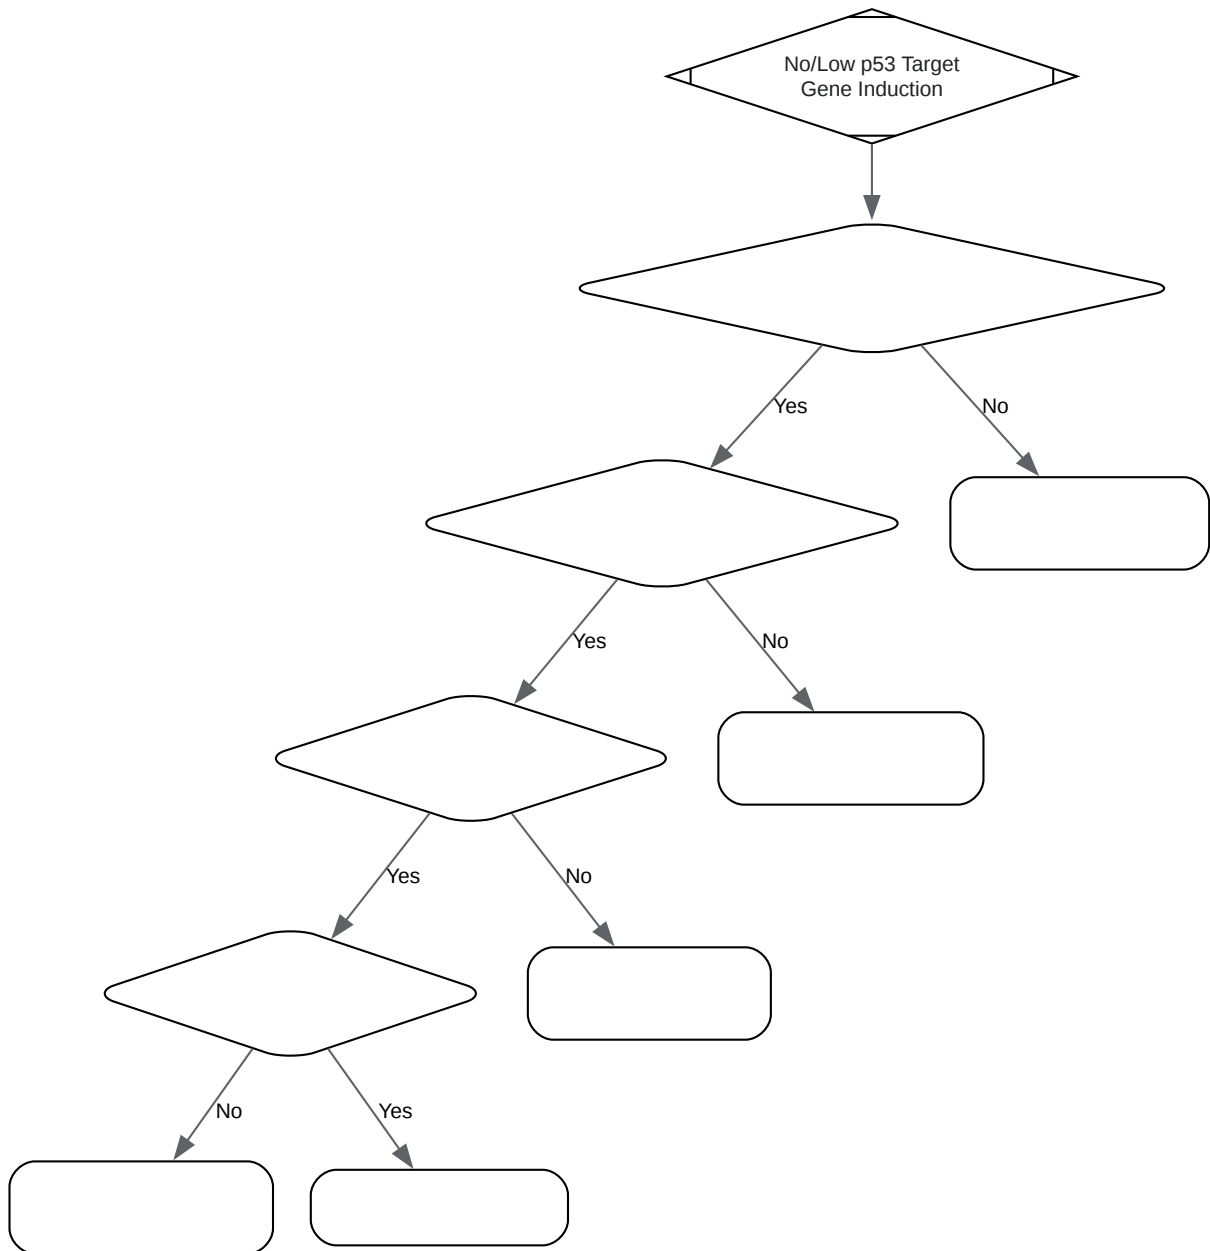 No/Low p53 Target
Gene Induction
Yes
No
Yes
No
Yes
No
No
Yes